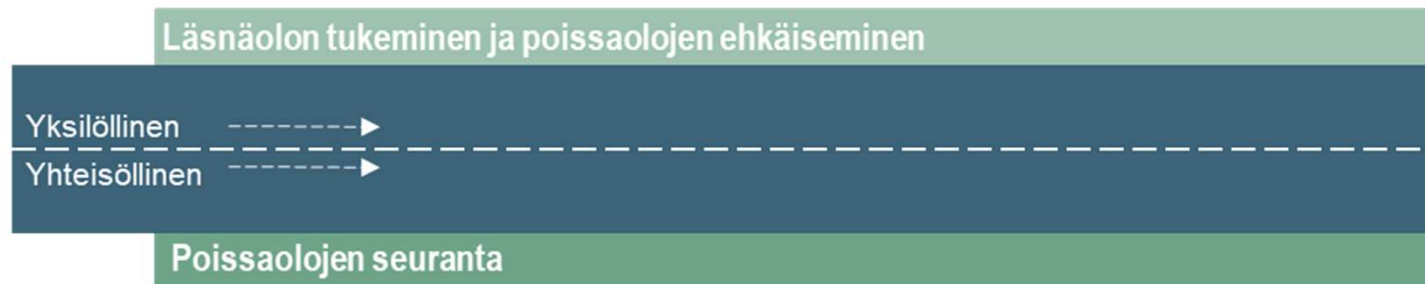 Läsnäolon tukeminen ja poissaolojen ehkäiseminen
Yksilöllinen
Yhteisöllinen
Poissaolojen seuranta